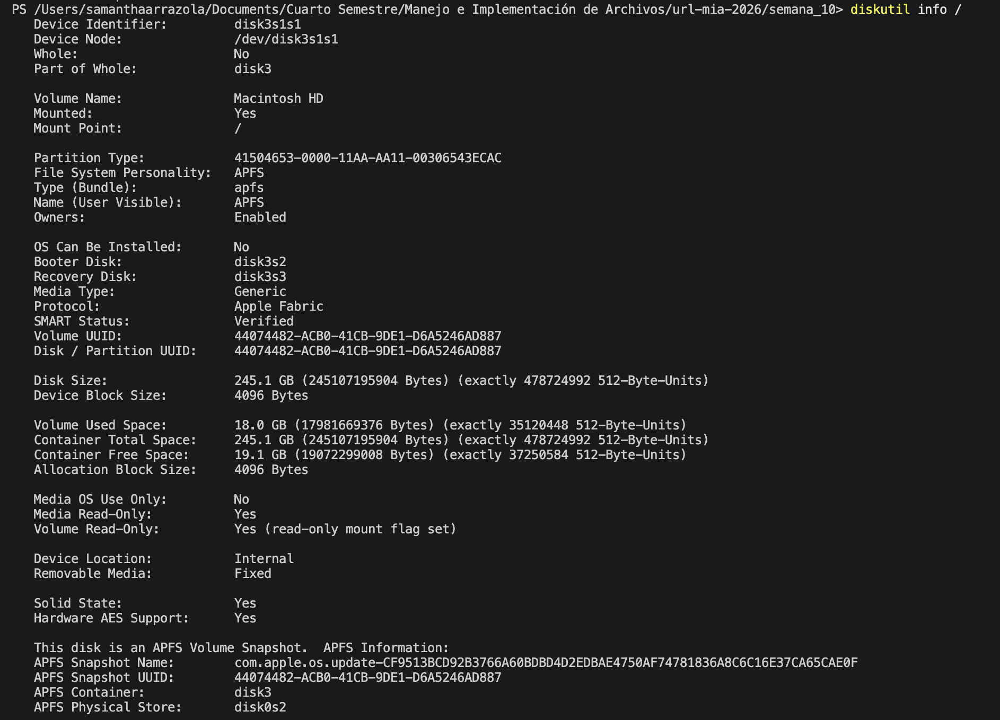 PS /Users/samanthaarrazola/Documents/Cuarto Semestre/Manejo e Implementación de Archivos/url-mia-2026/semana_10> diskutil info /
Device Identifier: disk3s1s1
Device Node: /dev/disk3s1s1
Whole: No
Part of Whole: disk3
Volume Name: Macintosh HD
Mounted: Yes
Mount Point: /
Partition Type: 41504653-0000-11AA-AA11-00306543ECAC
File System Personality: APFS
Type (Bundle): apfs
Name (User Visible): APFS
Owners: Enabled
OS Can Be Installed: No
Booter Disk: disk3s2
Recovery Disk: disk3s3
Media Type: Generic
Protocol: Apple Fabric
SMART Status: Verified
Volume UUID: 44074482-ACB0-41CB-9DE1-D6A5246AD887
Disk / Partition UUID: 44074482-ACB0-41CB-9DE1-D6A5246AD887
Disk Size: 245.1 GB (245107195904 Bytes) (exactly 478724992 512-Byte-Units)
Device Block Size: 4096 Bytes
Volume Used Space: 18.0 GB (17981669376 Bytes) (exactly 35120448 512-Byte-Units)
Container Total Space: 245.1 GB (245107195904 Bytes) (exactly 478724992 512-Byte-Units)
Container Free Space: 19.1 GB (19072299008 Bytes) (exactly 37250584 512-Byte-Units)
Allocation Block Size: 4096 Bytes
Media OS Use Only: No
Media Read-Only: Yes
Volume Read-Only: Yes (read-only mount flag set)
Device Location: Internal
Removable Media: Fixed
Solid State: Yes
Hardware AES Support: Yes
This disk is an APFS Volume Snapshot.  APFS Information:
APFS Snapshot Name: com.apple.os.update-CF9513BCD92B3766A60BDBD4D2EDBAE4750AF74781836A8C6C16E37CA65CAE0F
APFS Snapshot UUID: 44074482-ACB0-41CB-9DE1-D6A5246AD887
APFS Container: disk3
APFS Physical Store: disk0s2